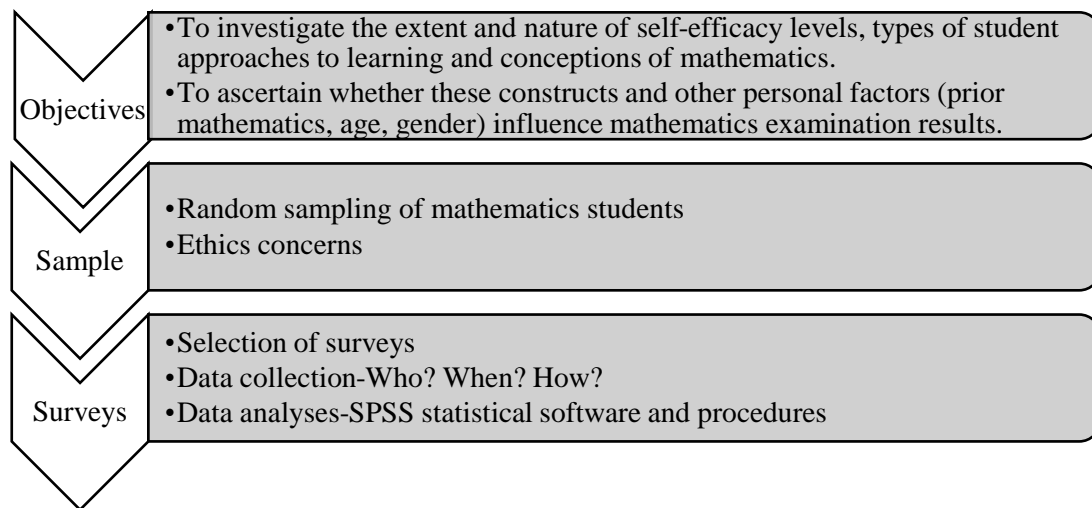 Objectives
•To investigate the extent and nature of self-efficacy levels, types of student
approaches to learning and conceptions of mathematics.
•To ascertain whether these constructs and other personal factors (prior
mathematics, age, gender) influence mathematics examination results.
Sample
•Random sampling of mathematics students
•Ethics concerns
Surveys
•Selection of surveys
•Data collection-Who? When? How?
•Data analyses-SPSS statistical software and procedures